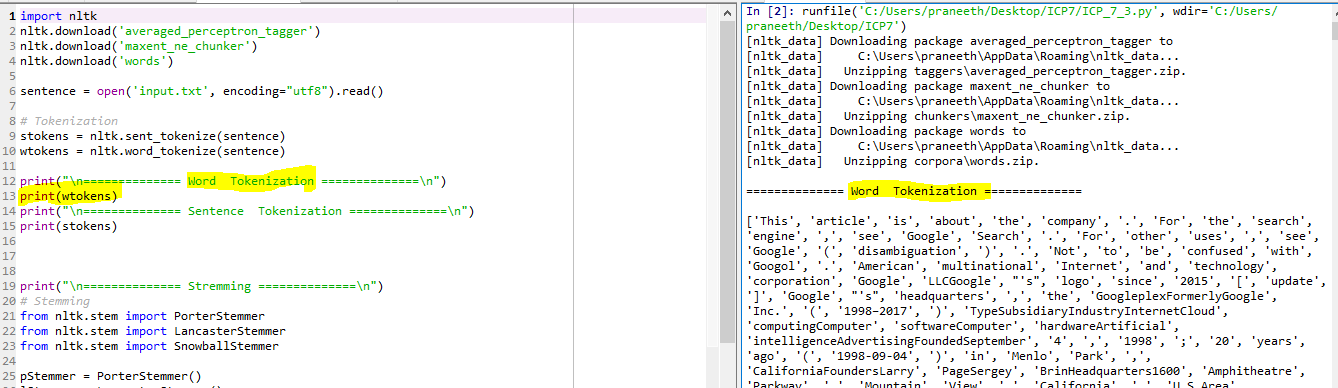 1 import nltk
2 nltk.download('averaged_perceptron_tagger')
3 nltk.download('maxent_ne_chunker')
4 nltk.download('words')
5
6 sentence = open('input.txt', encoding="utf8").read()
7
8 # Tokenization
9 stokens = nltk.sent_tokenize(sentence)
10 wtokens = nltk.word_tokenize(sentence)
11
12 print("\n============== Word  Tokenization ==============\n")
13 print(wtokens)
14 print("\n============== Sentence  Tokenization ==============\n")
15 print(stokens)
16
17
18
19 print("\n============== Stremming ==============\n")
20 # Stemming
21 from nltk.stem import PorterStemmer
22 from nltk.stem import LancasterStemmer
23 from nltk.stem import SnowballStemmer
24
25 pStemmer = PorterStemmer()
In [2]: runfile('C:/Users/praneeth/Desktop/ICP7/ICP_7_3.py', wdir='C:/Users/
praneeth/Desktop/ICP7')
[nltk_data] Downloading package averaged_perceptron_tagger to
[nltk_data]     C:\Users\praneeth\AppData\Roaming\nltk_data...
[nltk_data]   Unzipping taggers\averaged_perceptron_tagger.zip.
[nltk_data] Downloading package maxent_ne_chunker to
[nltk_data]     C:\Users\praneeth\AppData\Roaming\nltk_data...
[nltk_data]   Unzipping chunkers\maxent_ne_chunker.zip.
[nltk_data] Downloading package words to
[nltk_data]     C:\Users\praneeth\AppData\Roaming\nltk_data...
[nltk_data]   Unzipping corpora\words.zip.
============== Word  Tokenization ==============
['This', 'article', 'is', 'about', 'the', 'company', '.', 'For', 'the', 'search',
'engine', ',', 'see', 'Google', 'Search', '.', 'For', 'other', 'uses', ',', 'see',
'Google', '(', 'disambiguation', ')', '.', 'Not', 'to', 'be', 'confused', 'with',
'Googol', '.', 'American', 'multinational', 'Internet', 'and', 'technology',
'corporation', 'Google', 'LLCGoogle', "'s", 'logo', 'since', '2015', '[', 'update',
']', 'Google', "'s", 'headquarters', ',', 'the', 'GoogleplexFormerlyGoogle',
'Inc.', '(', '1998–2017', ')', 'TypeSubsidiaryIndustryInternetCloud',
'computingComputer', 'softwareComputer', 'hardwareArtificial',
'intelligenceAdvertisingFoundedSeptember', '4', ',', '1998', ';', '20', 'years',
'ago', '(', '1998-09-04', ')', 'in', 'Menlo', 'Park', ',',
'CaliforniaFoundersLarry', 'PageSergey', 'BrinHeadquarters1600', 'Amphitheatre',
'Parkway', ',', 'Mountain', 'View', ',', 'California', ',', 'U.S.Area',